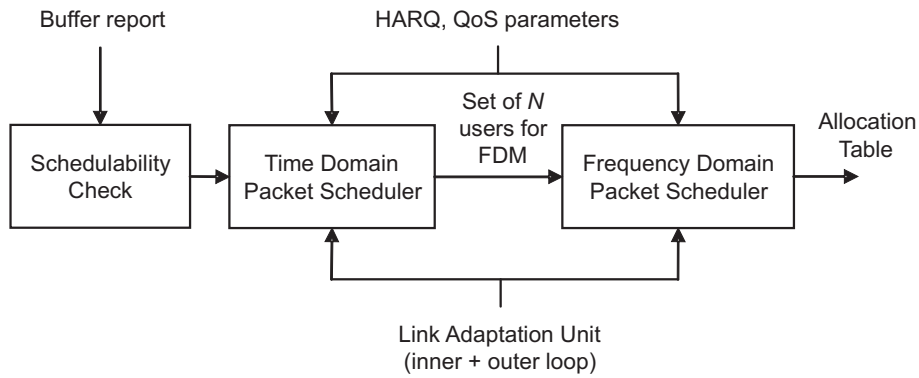 Buffer report
HARQ, QoS parameters
Schedulability
Check
Time Domain
Packet Scheduler
Set of N
users for
FDM
Frequency Domain
Packet Scheduler
Allocation
Table
Link Adaptation Unit
(inner + outer loop)